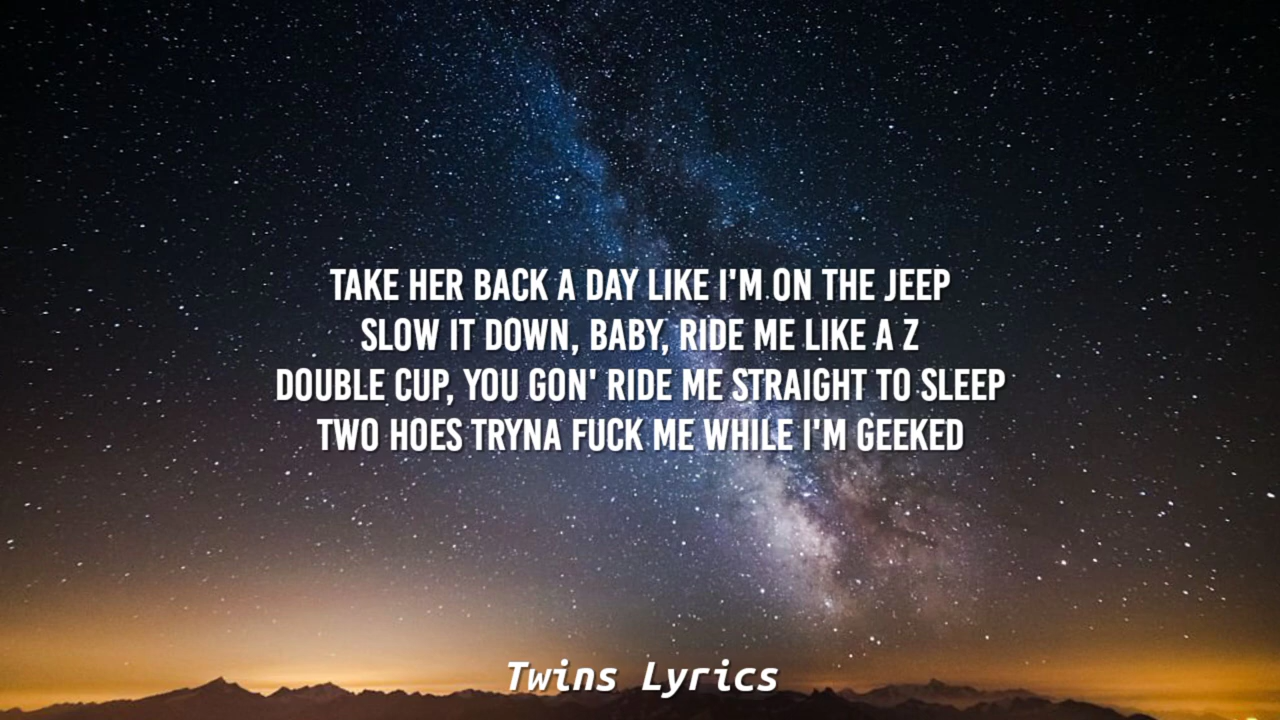 TAKE HER BACK A DAY LIKE I'M ON THE JEEP
SLOW IT DOWN, BABY, RIDE ME LIKE A Z
DOUBLE CUP, YOU GON' RIDE ME STRAIGHT TO SLEEP
TWO HOES TRYNA FUCK ME WHILE I'M GEEKED
Twins Lyrics